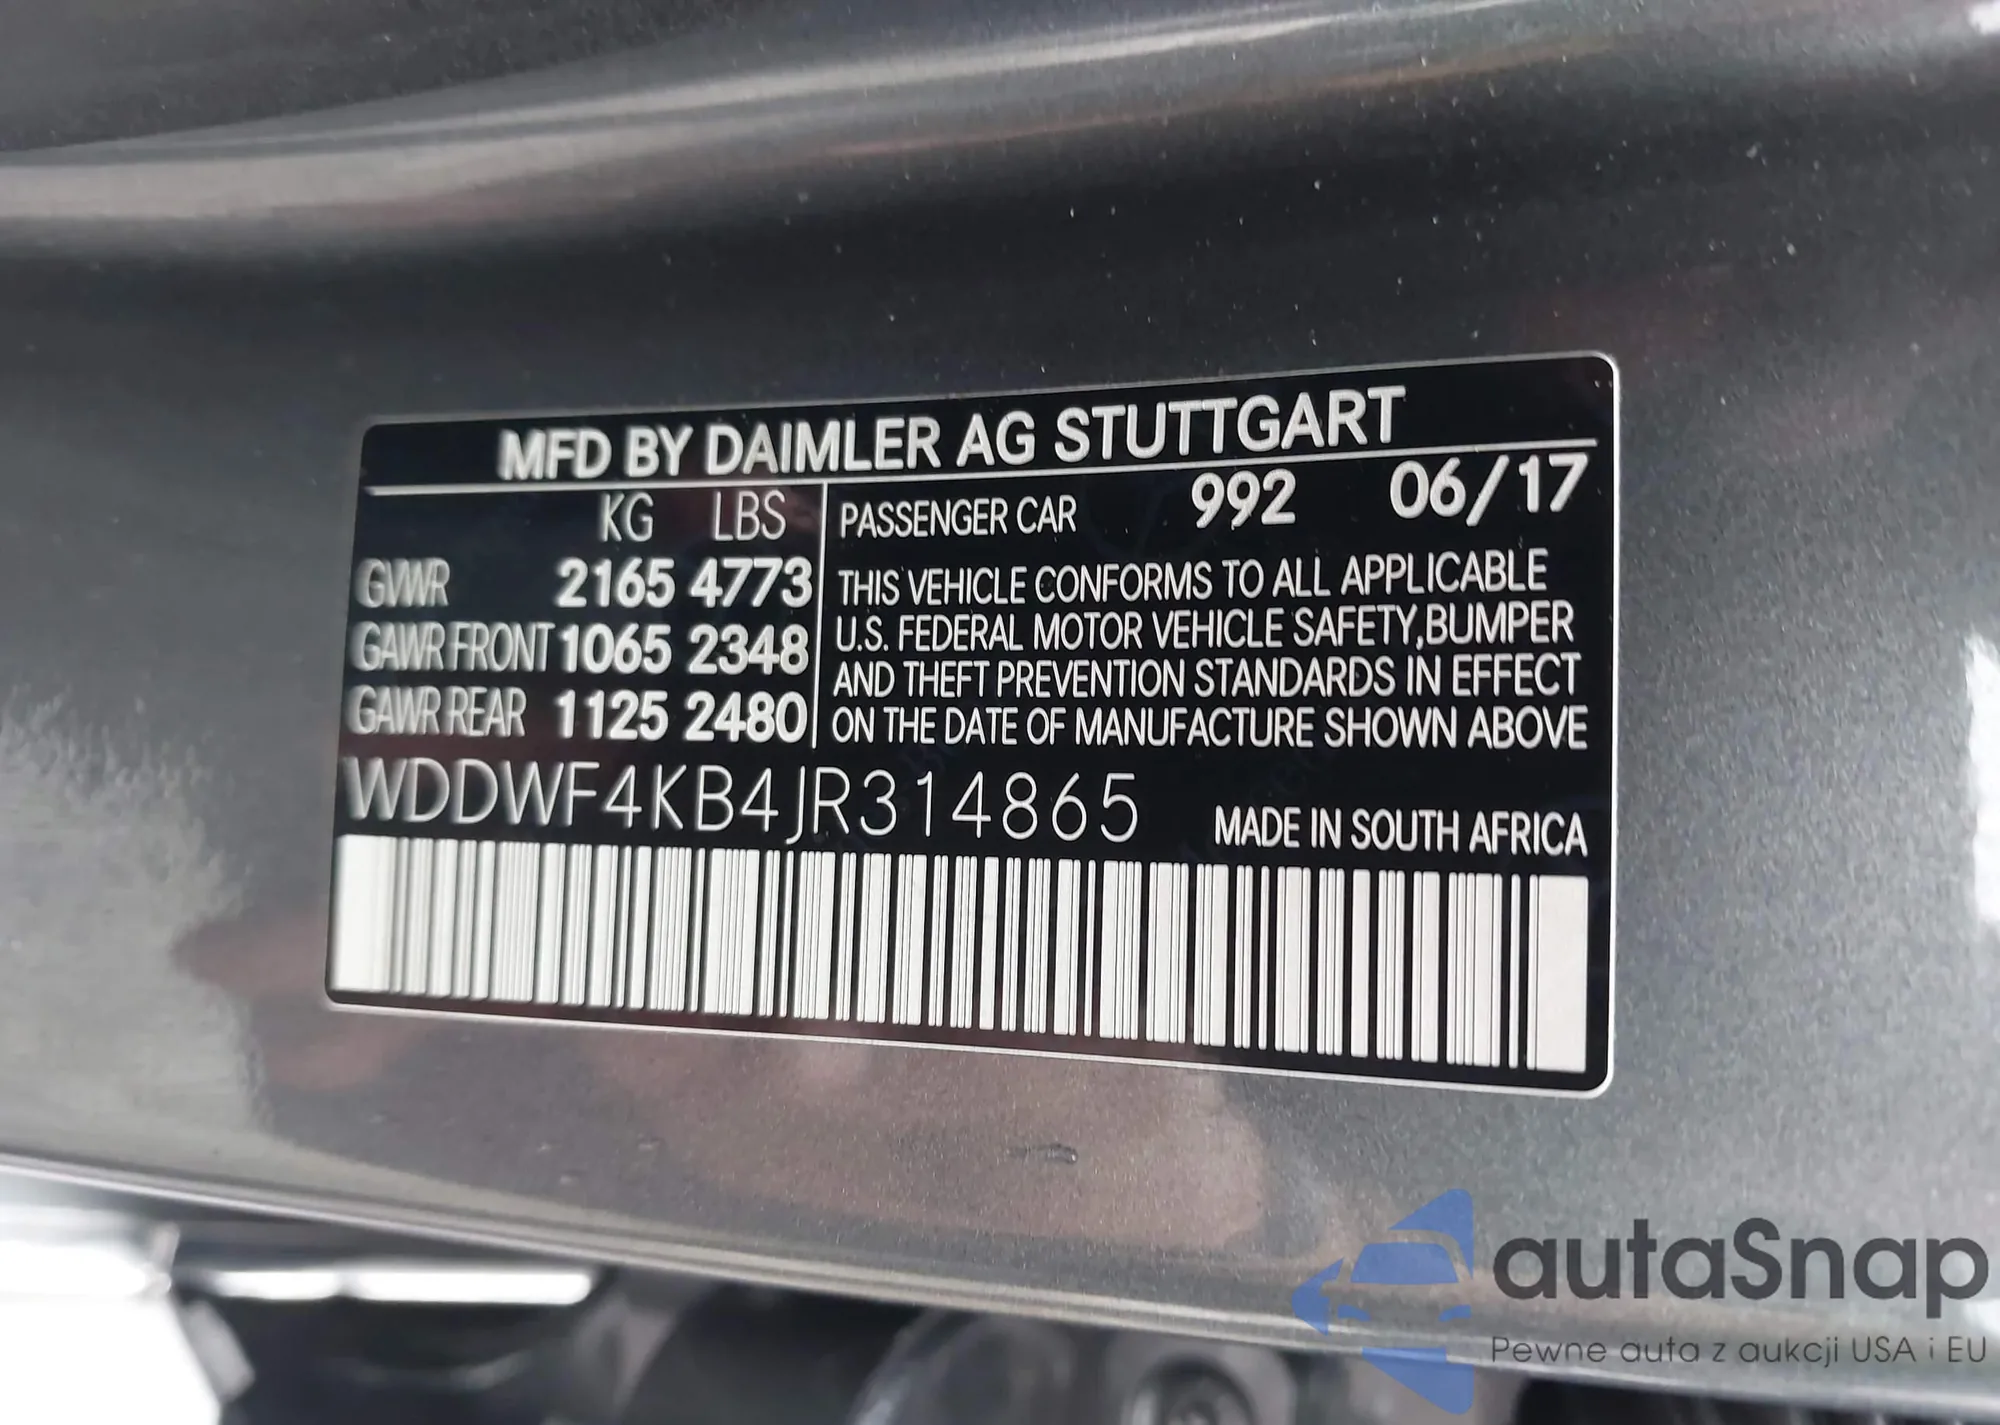 MFD BY DAIMLER AG STUTTGART
KG LBS
GVWR 2165 4773
GAWR FRONT 1065 2348
GAWR REAR 1125 2480
PASSENGER CAR 992 06/17
THIS VEHICLE CONFORMS TO ALL APPLICABLE
U.S. FEDERAL MOTOR VEHICLE SAFETY,BUMPER
AND THEFT PREVENTION STANDARDS IN EFFECT
ON THE DATE OF MANUFACTURE SHOWN ABOVE
WDDWF4KB4JR314865
MADE IN SOUTH AFRICA
autaSnap
Pewne auta z aukcji USA i EU